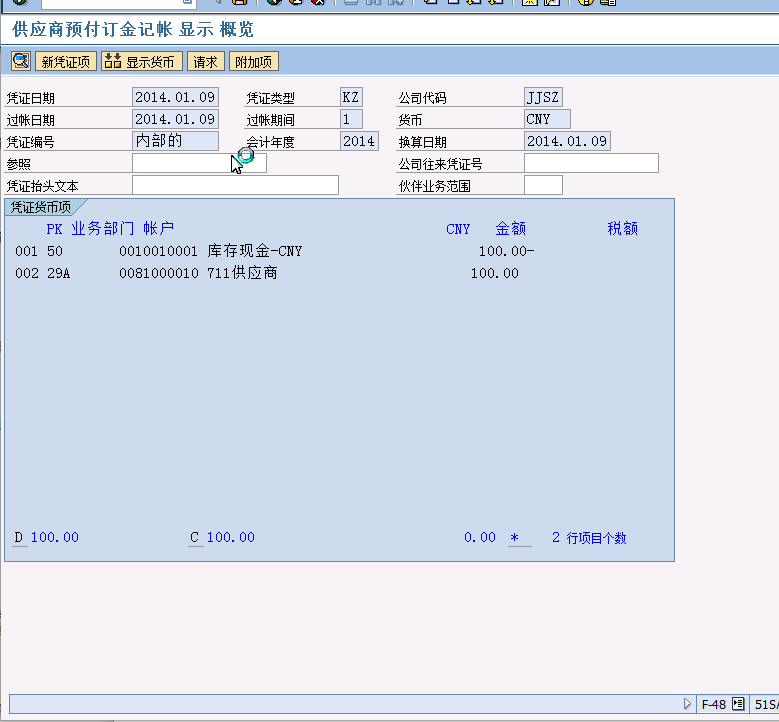 供应商预付订金记帐 显示 概览
新凭证项 显示货币 请求 附加项
凭证日期 2014.01.09 凭证类型 KZ 公司代码 JJSZ
过帐日期 2014.01.09 过帐期间 1 货币 CNY
凭证编号 内部的 会计年度 2014 换算日期 2014.01.09
参照 公司往来凭证号
凭证抬头文本 伙伴业务范围
凭证货币项
PK 业务部门 帐户 CNY 金额 税额
001 50 0010010001 库存现金-CNY 100.00-
002 29A 0081000010 711供应商 100.00
D 100.00 C 100.00 0.00 * 2 行项目个数
F-48